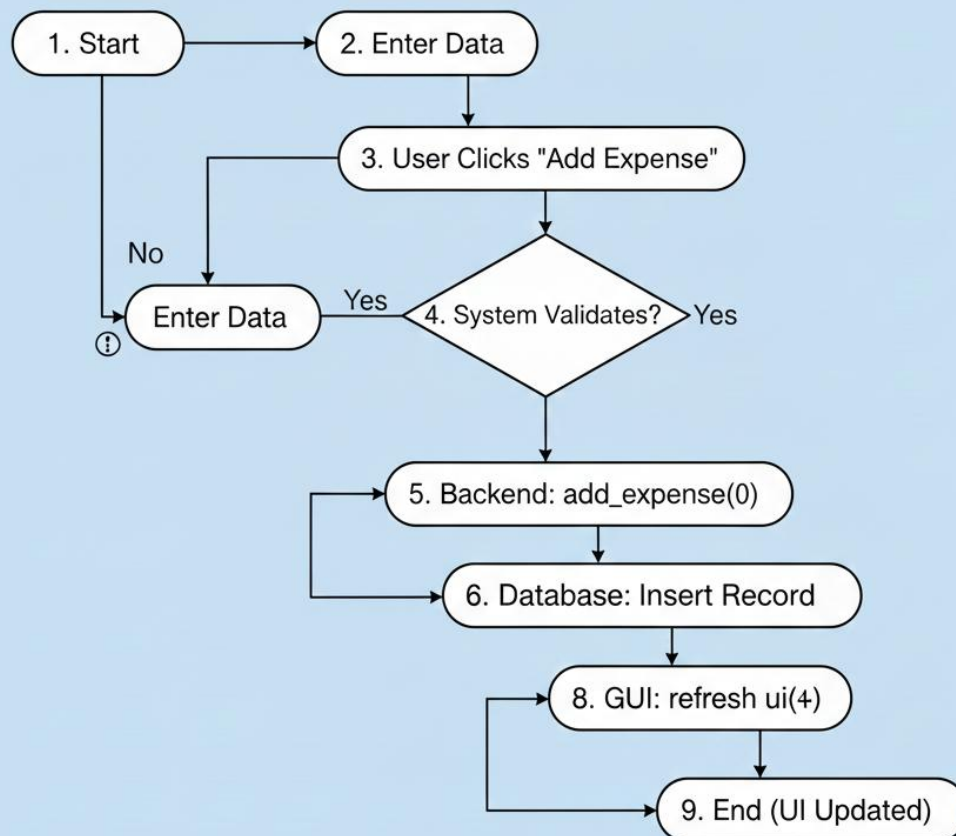 1. Start
2. Enter Data
3. User Clicks "Add Expense"
No
Enter Data
Yes
4. System Validates?
Yes
5. Backend: add_expense(0)
6. Database: Insert Record
8. GUI: refresh ui(4)
9. End (UI Updated)